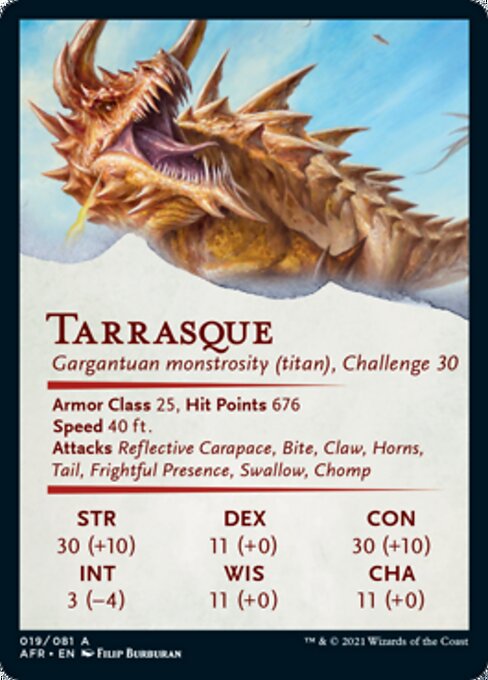 TARRASQUE
Gargantuan monstrosity (titan), Challenge 30
Armor Class 25, Hit Points 676
Speed 40 ft.
Attacks Reflective Carapace, Bite, Claw, Horns,
Tail, Frightful Presence, Swallow, Chomp
STR DEX CON
30 (+10) 11 (+0) 30 (+10)
INT WIS CHA
3 (−4) 11 (+0) 11 (+0)
019/081 A
AFR • EN FILIP BURBURAN
™ & © 2021 Wizards of the Coast